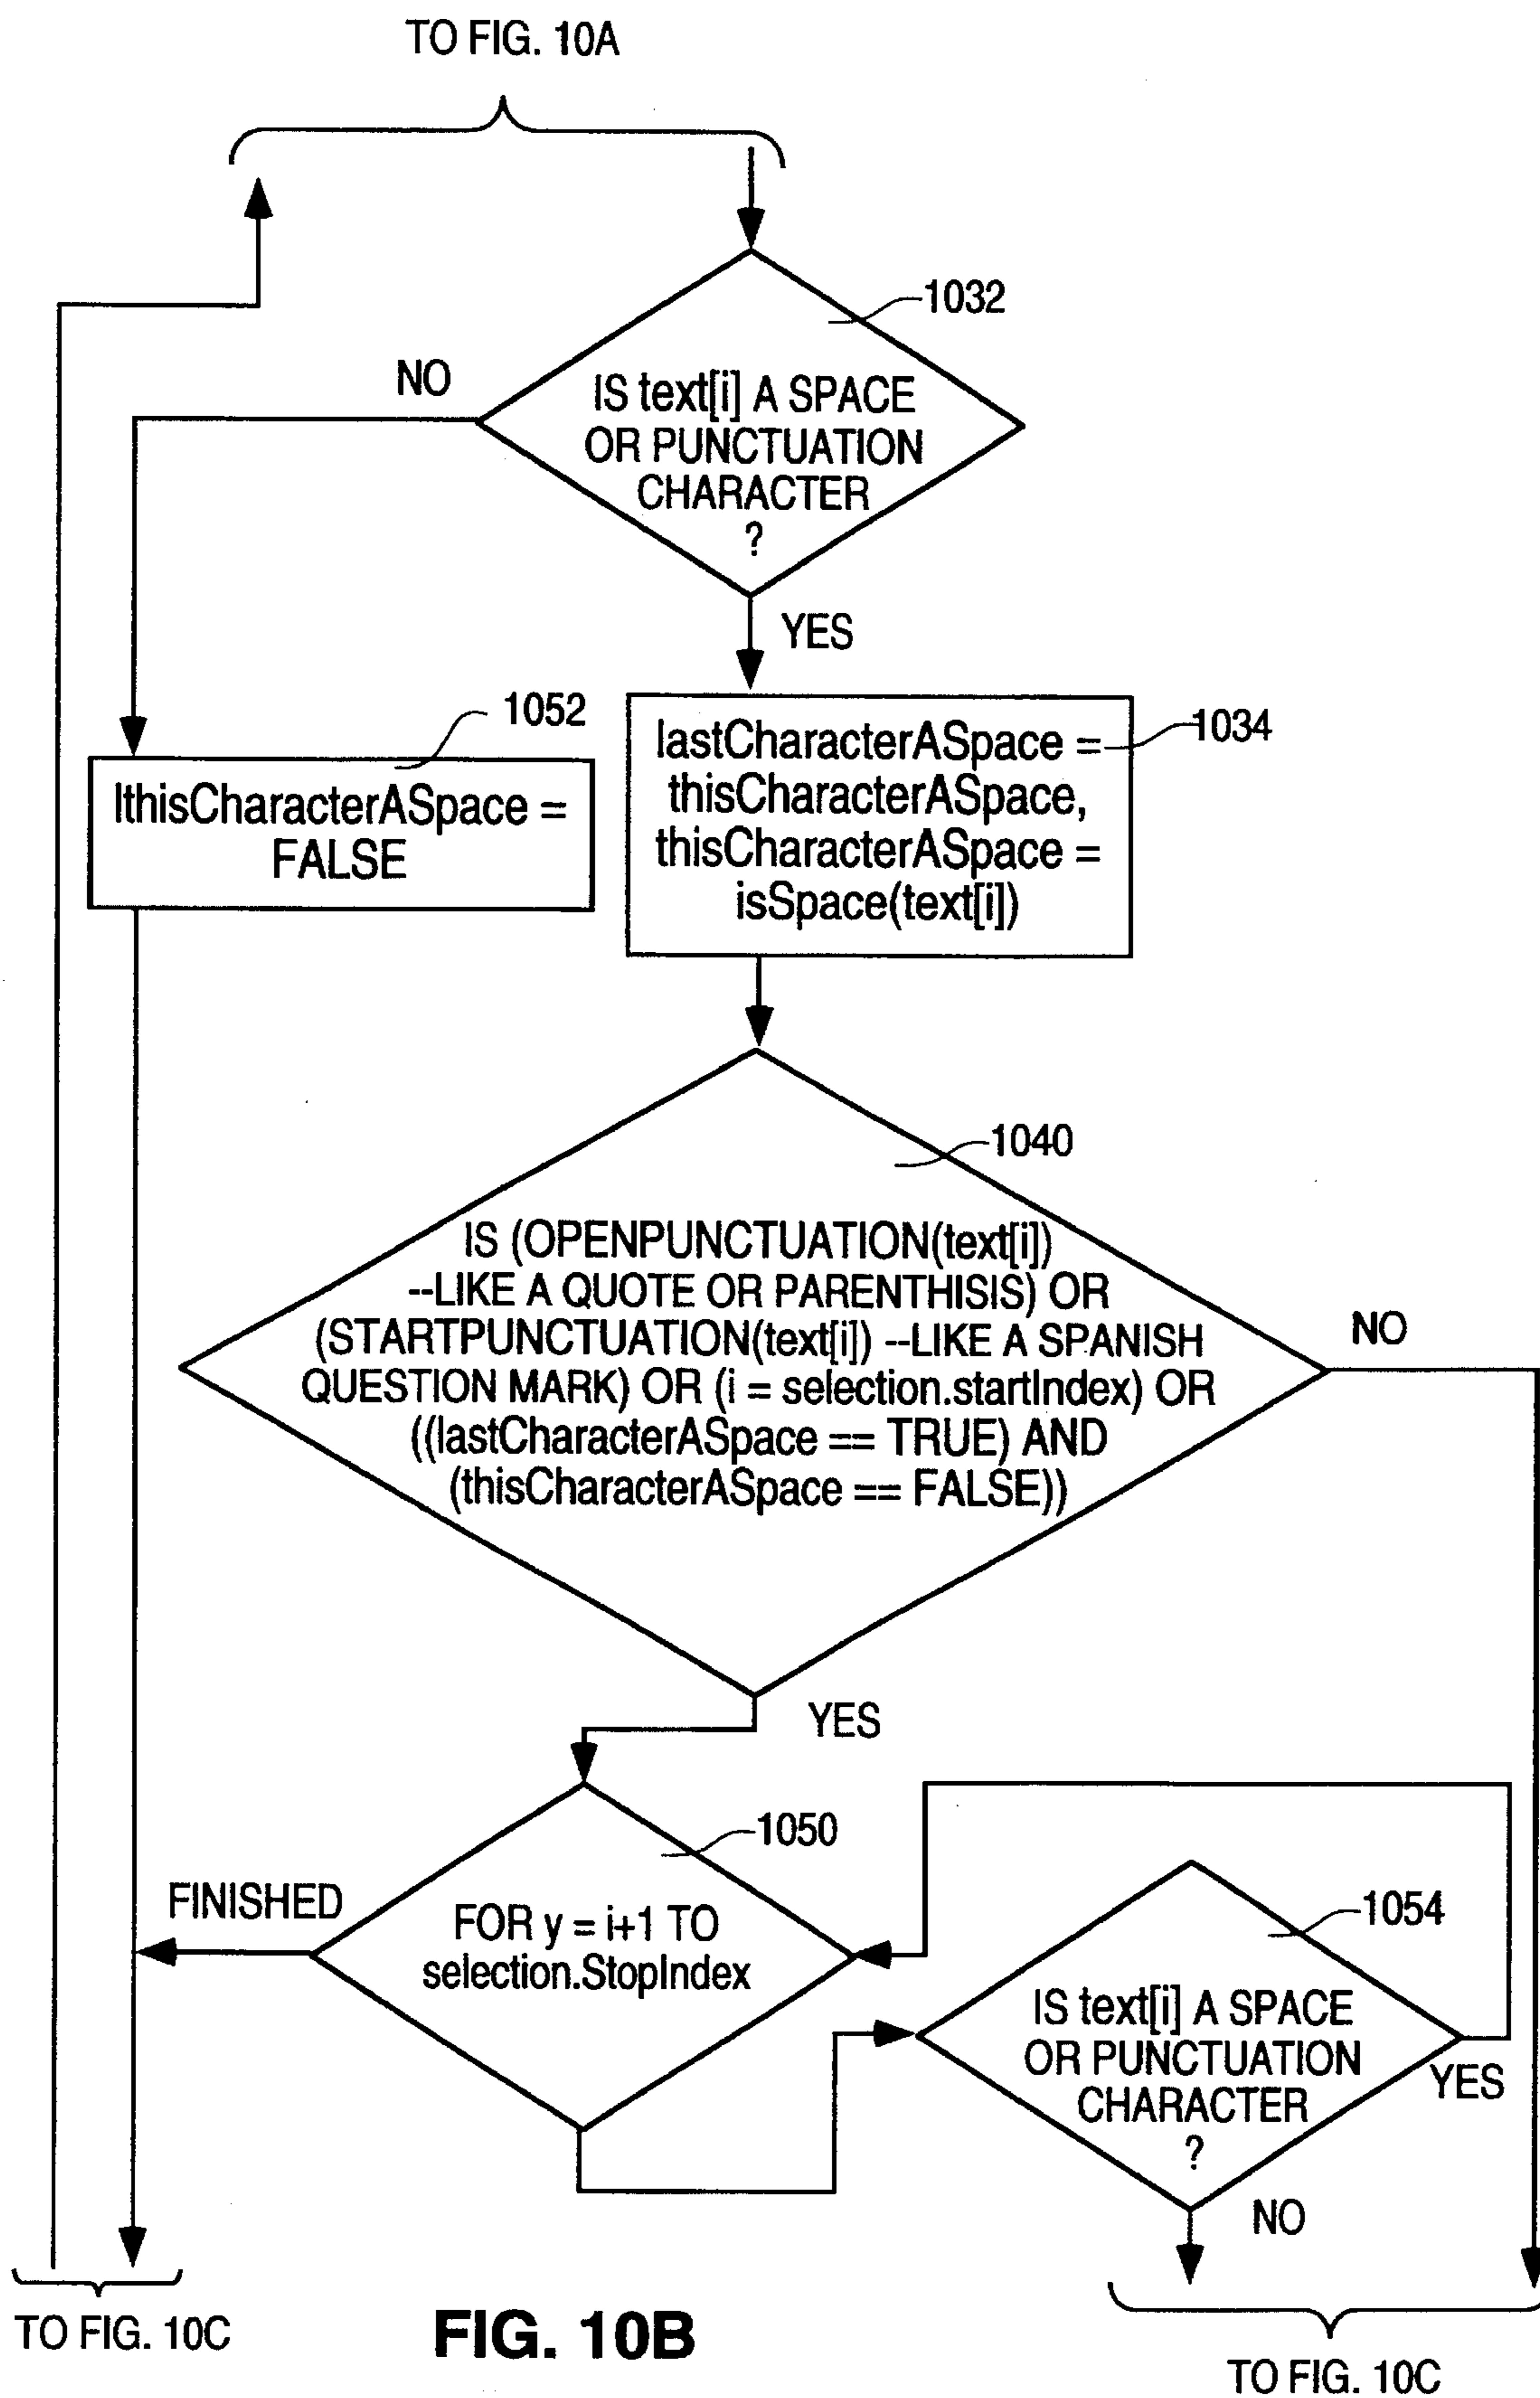 TO FIG. 10A
1032
NO
IS text[i] A SPACE
OR PUNCTUATION
CHARACTER
?
YES
1052
lthisCharacterASpace =
FALSE
1034
lastCharacterASpace =
thisCharacterASpace,
thisCharacterASpace =
isSpace(text[i])
1040
IS (OPENPUNCTUATION(text[i])
--LIKE A QUOTE OR PARENTHISIS) OR
(STARTPUNCTUATION(text[i]) --LIKE A SPANISH
QUESTION MARK) OR (i = selection.startIndex) OR
((lastCharacterASpace == TRUE) AND
(thisCharacterASpace == FALSE))
NO
YES
1050
FINISHED
FOR y = i+1 TO
selection.StopIndex
1054
IS text[i] A SPACE
OR PUNCTUATION
CHARACTER
?
YES
NO
TO FIG. 10C
FIG. 10B
TO FIG. 10C